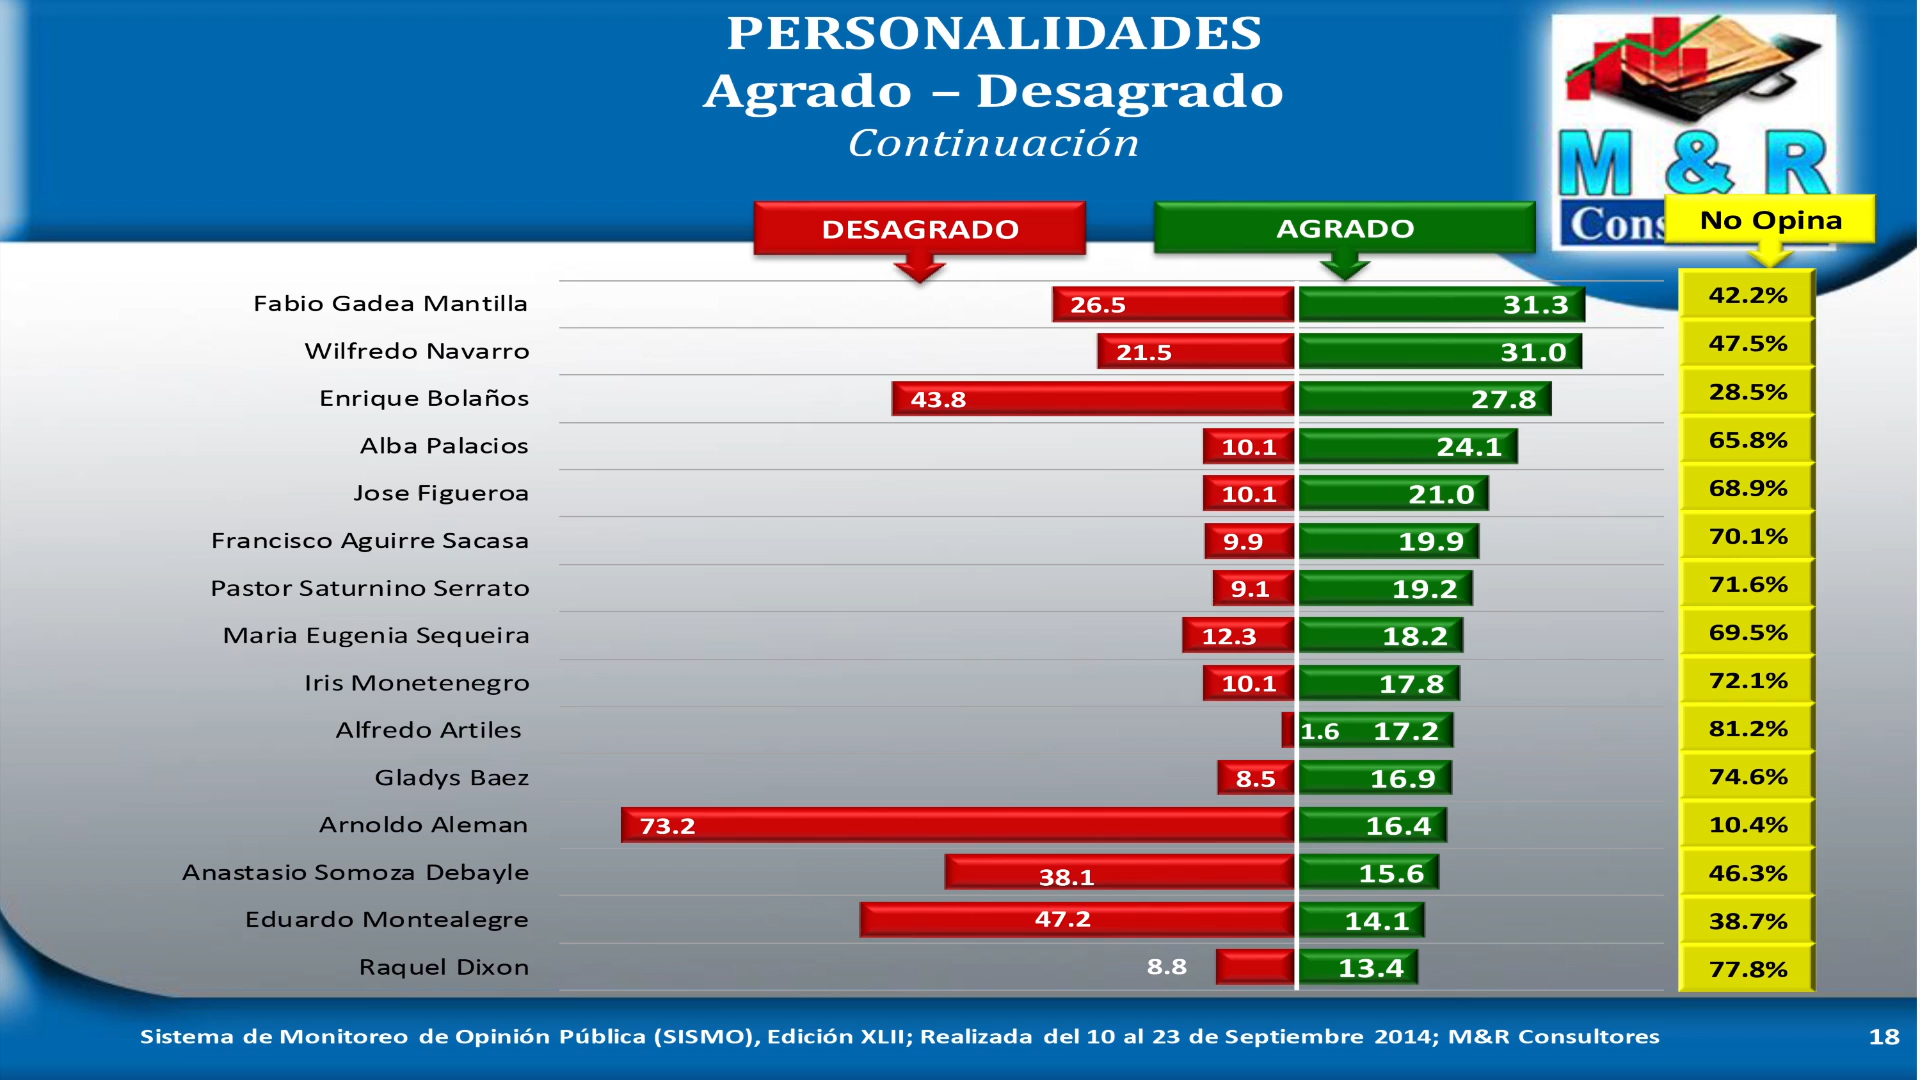 PERSONALIDADES
Agrado – Desagrado
Continuación
M & R
Cons
DESAGRADO
AGRADO
No Opina
Fabio Gadea Mantilla 26.5 31.3 42.2%
Wilfredo Navarro 21.5 31.0 47.5%
Enrique Bolaños 43.8 27.8 28.5%
Alba Palacios 10.1 24.1 65.8%
Jose Figueroa 10.1 21.0 68.9%
Francisco Aguirre Sacasa 9.9 19.9 70.1%
Pastor Saturnino Serrato 9.1 19.2 71.6%
Maria Eugenia Sequeira 12.3 18.2 69.5%
Iris Monetenegro 10.1 17.8 72.1%
Alfredo Artiles 1.6 17.2 81.2%
Gladys Baez 8.5 16.9 74.6%
Arnoldo Aleman 73.2 16.4 10.4%
Anastasio Somoza Debayle 38.1 15.6 46.3%
Eduardo Montealegre 47.2 14.1 38.7%
Raquel Dixon 8.8 13.4 77.8%
Sistema de Monitoreo de Opinión Pública (SISMO), Edición XLII; Realizada del 10 al 23 de Septiembre 2014; M&R Consultores 18